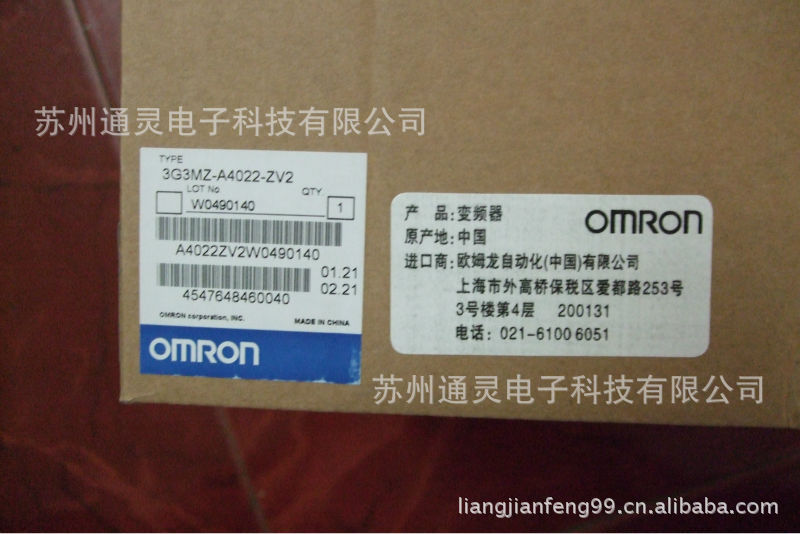 苏州通灵电子科技有限公司
TYPE
3G3MZ-A4022-ZV2
LOT No. QTY.
W0490140 1
A4022ZV2W0490140
01.21
02.21
4547648460040
OMRON corporation, INC. MADE IN CHINA
OMRON
产 品: 变频器 OMRON
原产地: 中国
进口商: 欧姆龙自动化(中国)有限公司
上海市外高桥保税区爱都路253号
3号楼第4层 200131
电话: 021-6100 6051
苏州通灵电子科技有限公司
liangjianfeng99.cn.alibaba.com